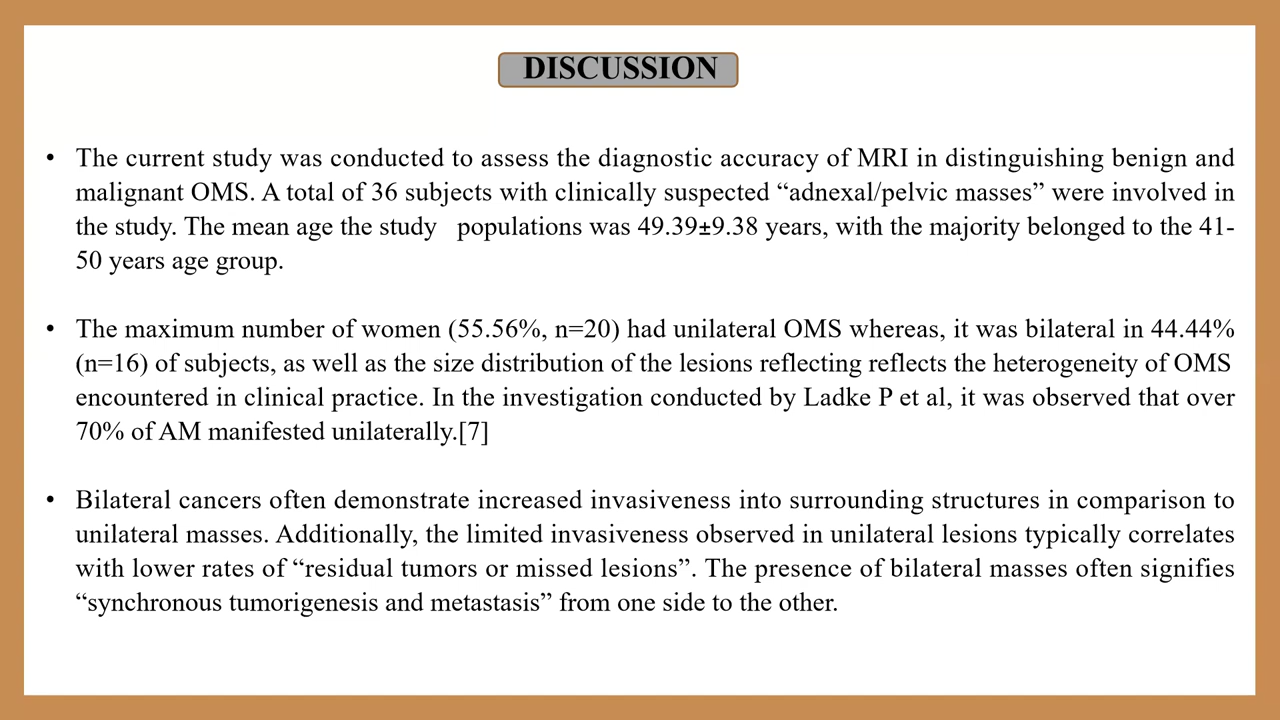 DISCUSSION
• The current study was conducted to assess the diagnostic accuracy of MRI in distinguishing benign and
malignant OMS. A total of 36 subjects with clinically suspected “adnexal/pelvic masses” were involved in
the study. The mean age the study populations was 49.39±9.38 years, with the majority belonged to the 41-
50 years age group.
• The maximum number of women (55.56%, n=20) had unilateral OMS whereas, it was bilateral in 44.44%
(n=16) of subjects, as well as the size distribution of the lesions reflecting reflects the heterogeneity of OMS
encountered in clinical practice. In the investigation conducted by Ladke P et al, it was observed that over
70% of AM manifested unilaterally.[7]
• Bilateral cancers often demonstrate increased invasiveness into surrounding structures in comparison to
unilateral masses. Additionally, the limited invasiveness observed in unilateral lesions typically correlates
with lower rates of “residual tumors or missed lesions”. The presence of bilateral masses often signifies
“synchronous tumorigenesis and metastasis” from one side to the other.